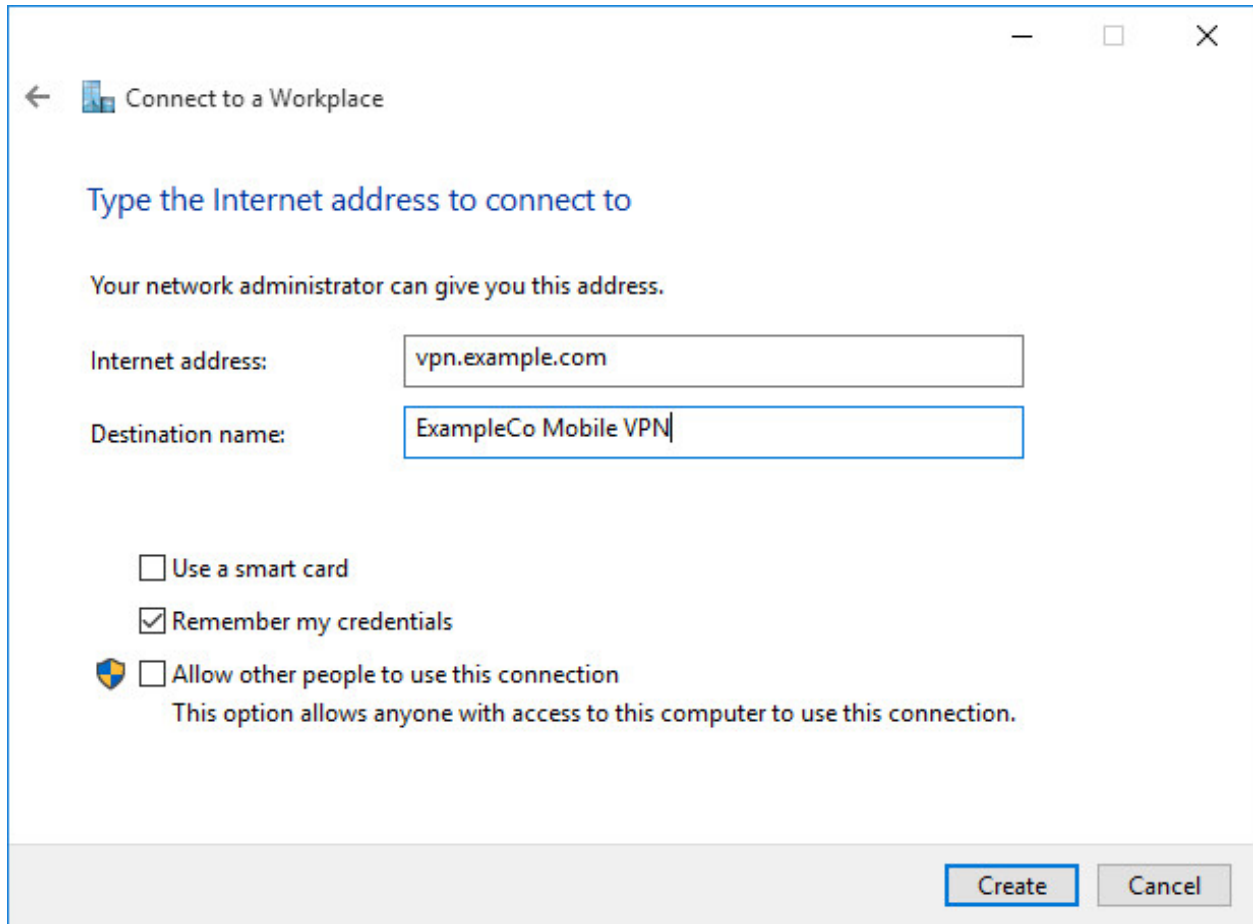 Connect to a Workplace
Type the Internet address to connect to
Your network administrator can give you this address.
Internet address: vpn.example.com
Destination name: ExampleCo Mobile VPN
Use a smart card
Remember my credentials
Allow other people to use this connection
This option allows anyone with access to this computer to use this connection.
Create Cancel